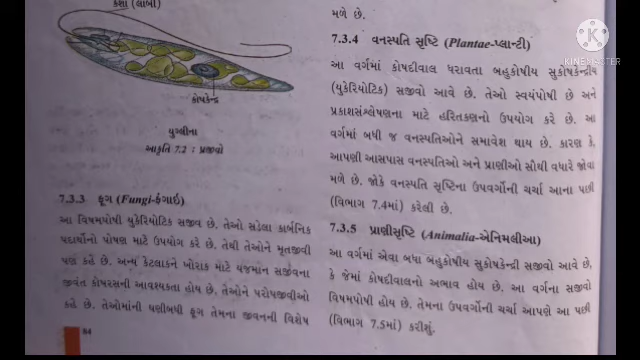 કશા (લાંબી)
કોષકેન્દ્ર
યુગ્લીના
આકૃતિ 7.2 : પ્રજીવો
7.3.3 ફૂગ (Fungi-ફંગાઇ)
આ વિષમપોષી યુકેરિયોટિક સજીવ છે. તેઓ સડેલા કાર્બનિક
પદાર્થોનો પોષણ માટે ઉપયોગ કરે છે. તેથી તેઓને મૃતજીવી
પણ કહે છે. અન્ય કેટલાકને ખોરાક માટે યજમાન સજીવના
જીવંત કોષરસની આવશ્યકતા હોય છે. તેઓને પરોપજીવીઓ
કહે છે. તેઓમાંની ઘણીબધી ફૂગ તેમના જીવનની વિશેષ
84
મળે છે.
7.3.4 વનસ્પતિ સૃષ્ટિ (Plantae-પ્લાન્ટી)
આ વર્ગમાં કોષદીવાલ ધરાવતા બહુકોષીય સુકોષકેન્દ્રીય
(યુકેરિયોટિક) સજીવો આવે છે. તેઓ સ્વયંપોષી છે અને
પ્રકાશસંશ્લેષણના માટે હરિતકણનો ઉપયોગ કરે છે. આ
વર્ગમાં બધી જ વનસ્પતિઓને સમાવેશ થાય છે. કારણ કે,
આપણી આસપાસ વનસ્પતિઓ અને પ્રાણીઓ સૌથી વધારે જોવા
મળે છે. જોકે વનસ્પતિ સૃષ્ટિના ઉપવર્ગોની ચર્ચા આના પછી
(વિભાગ 7.4માં) કરેલી છે.
7.3.5 પ્રાણીસૃષ્ટિ (Animalia-એનિમલીઆ)
આ વર્ગમાં એવા બધા બહુકોષીય સુકોષકેન્દ્રી સજીવો આવે છે,
કે જેમાં કોષદીવાલનો અભાવ હોય છે. આ વર્ગના સજીવો
વિષમપોષી હોય છે. તેમના ઉપવર્ગોની ચર્ચા આપણે આ પછી
(વિભાગ 7.5માં) કરીશું.
KINEMASTER